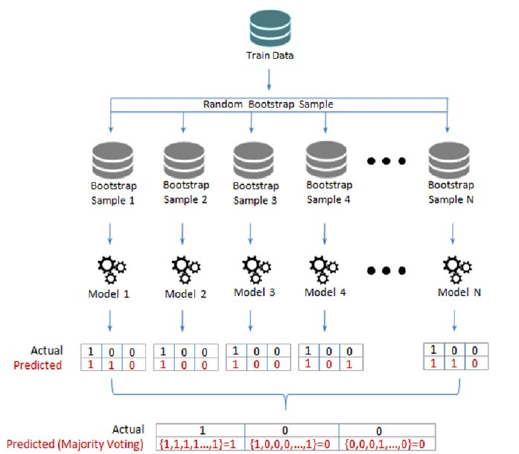 Train Data
Random Bootstrap Sample
Bootstrap Sample 1
Bootstrap Sample 2
Bootstrap Sample 3
Bootstrap Sample 4
Bootstrap Sample N
Model 1
Model 2
Model 3
Model 4
Model N
Actual 1 0 0 1 0 0 1 0 0 1 0 0 1 0 0
Predicted 1 1 0 1 0 0 1 0 0 1 0 1 1 1 0
Actual 1 0 0
Predicted (Majority Voting) {1,1,1,1...,1}=1 {1,0,0,0,...,1}=0 {0,0,0,1,...,0}=0